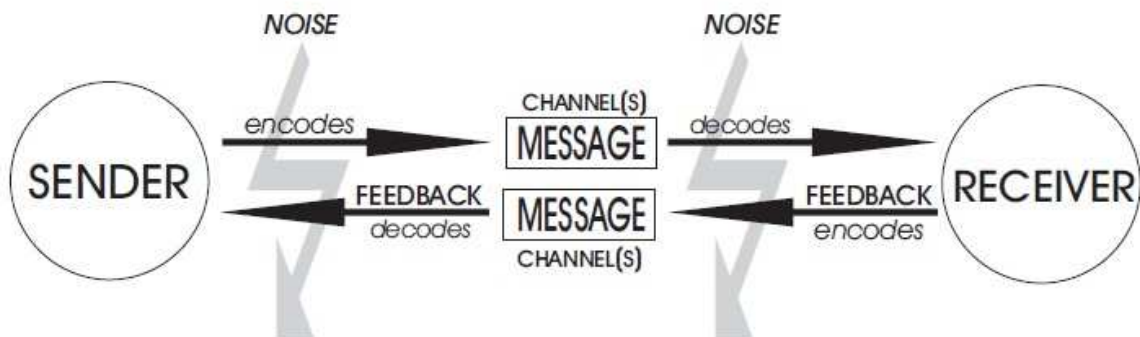 NOISE NOISE
CHANNEL(S)
encodes MESSAGE decodes
SENDER RECEIVER
FEEDBACK MESSAGE FEEDBACK
decodes encodes
CHANNEL(S)